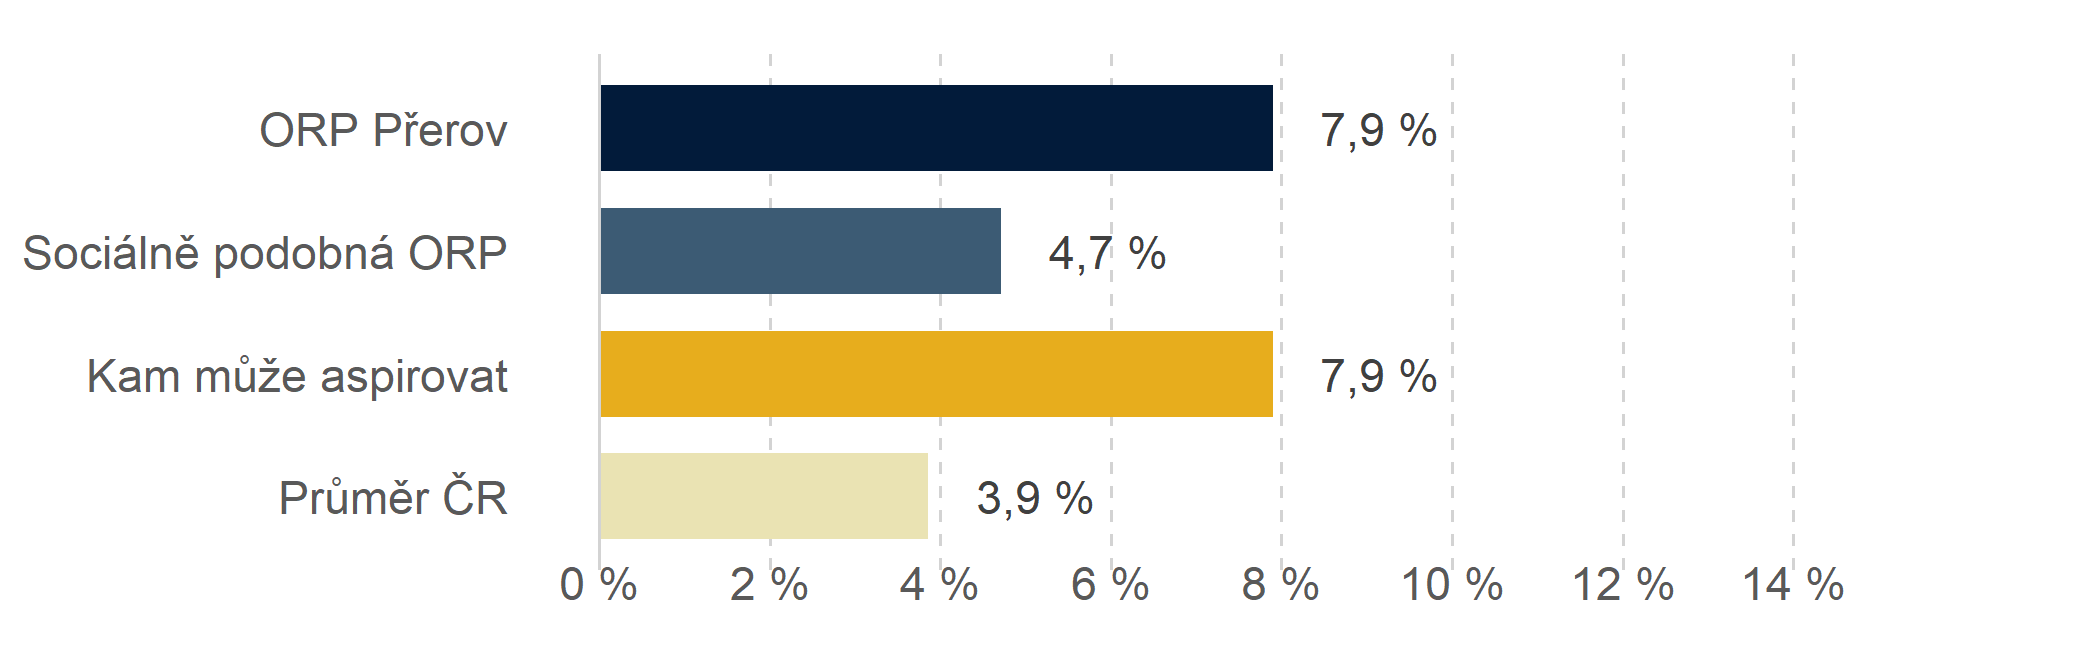 ORP Přerov 7,9 %
Sociálně podobná ORP 4,7 %
Kam může aspirovat 7,9 %
Průměr ČR 3,9 %
0 % 2 % 4 % 6 % 8 % 10 % 12 % 14 %